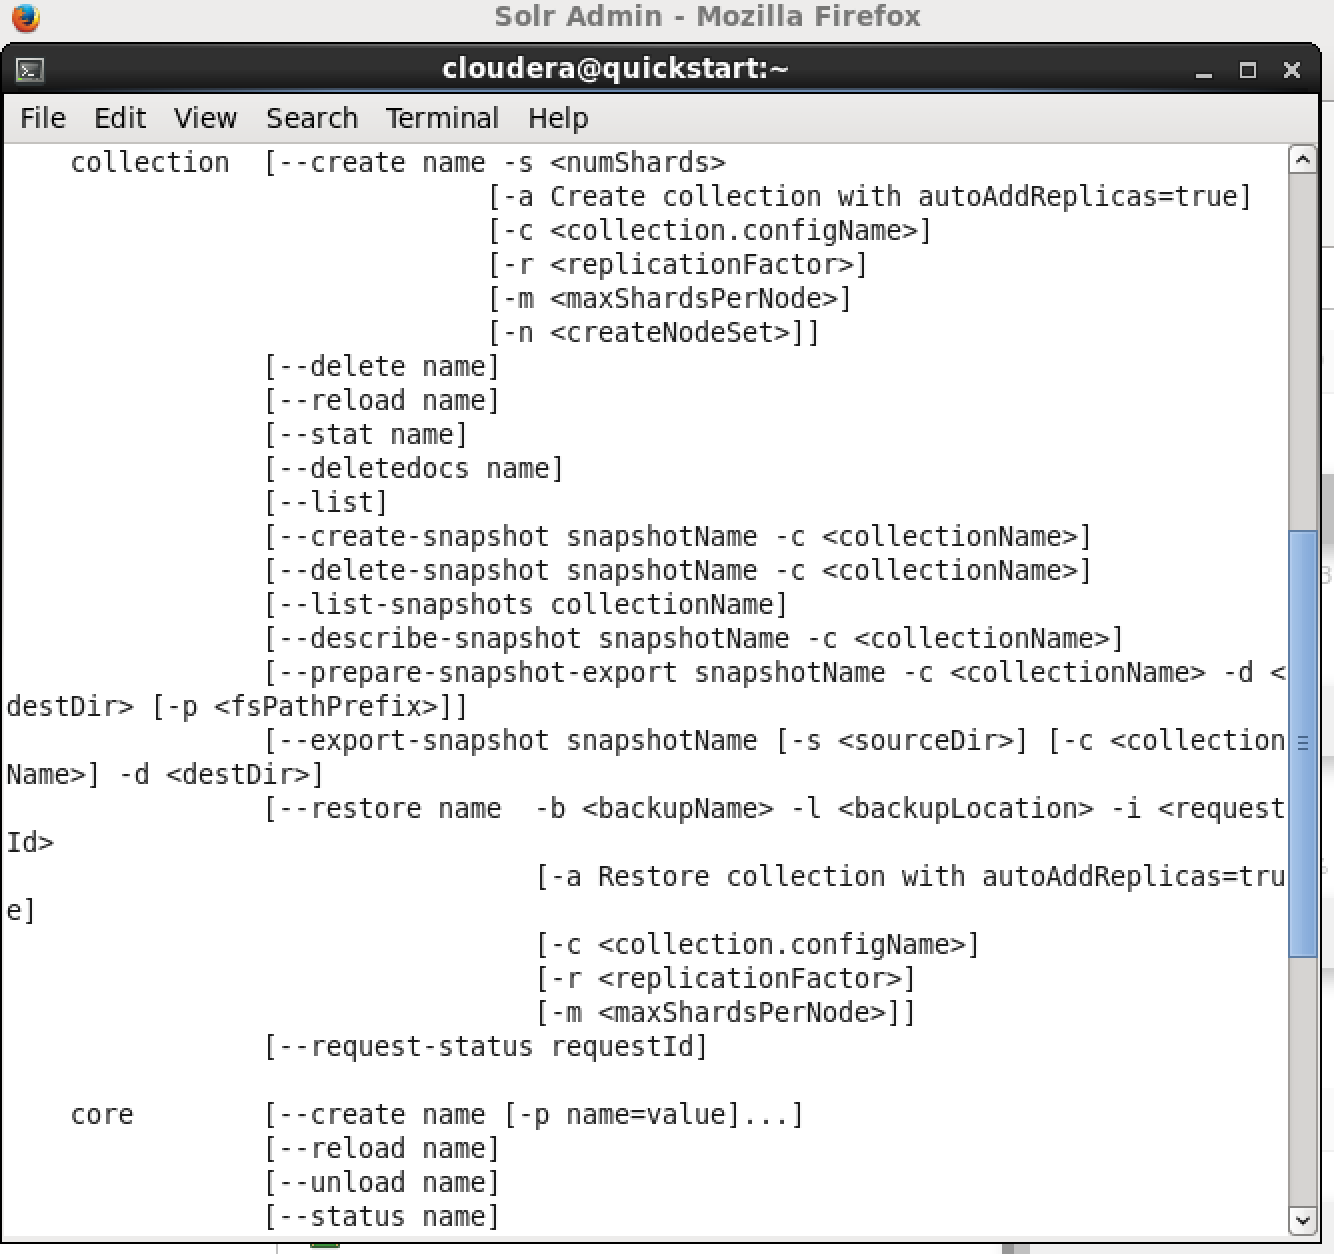 Solr Admin - Mozilla Firefox
cloudera@quickstart:~
File Edit View Search Terminal Help
collection [--create name -s <numShards>
[-a Create collection with autoAddReplicas=true]
[-c <collection.configName>]
[-r <replicationFactor>]
[-m <maxShardsPerNode>]
[-n <createNodeSet>]]
[--delete name]
[--reload name]
[--stat name]
[--deletedocs name]
[--list]
[--create-snapshot snapshotName -c <collectionName>]
[--delete-snapshot snapshotName -c <collectionName>]
[--list-snapshots collectionName]
[--describe-snapshot snapshotName -c <collectionName>]
[--prepare-snapshot-export snapshotName -c <collectionName> -d <
destDir> [-p <fsPathPrefix>]]
[--export-snapshot snapshotName [-s <sourceDir>] [-c <collection
Name>] -d <destDir>]
[--restore name  -b <backupName> -l <backupLocation> -i <request
Id>
[-a Restore collection with autoAddReplicas=tru
e]
[-c <collection.configName>]
[-r <replicationFactor>]
[-m <maxShardsPerNode>]]
[--request-status requestId]
core [--create name [-p name=value]...]
[--reload name]
[--unload name]
[--status name]